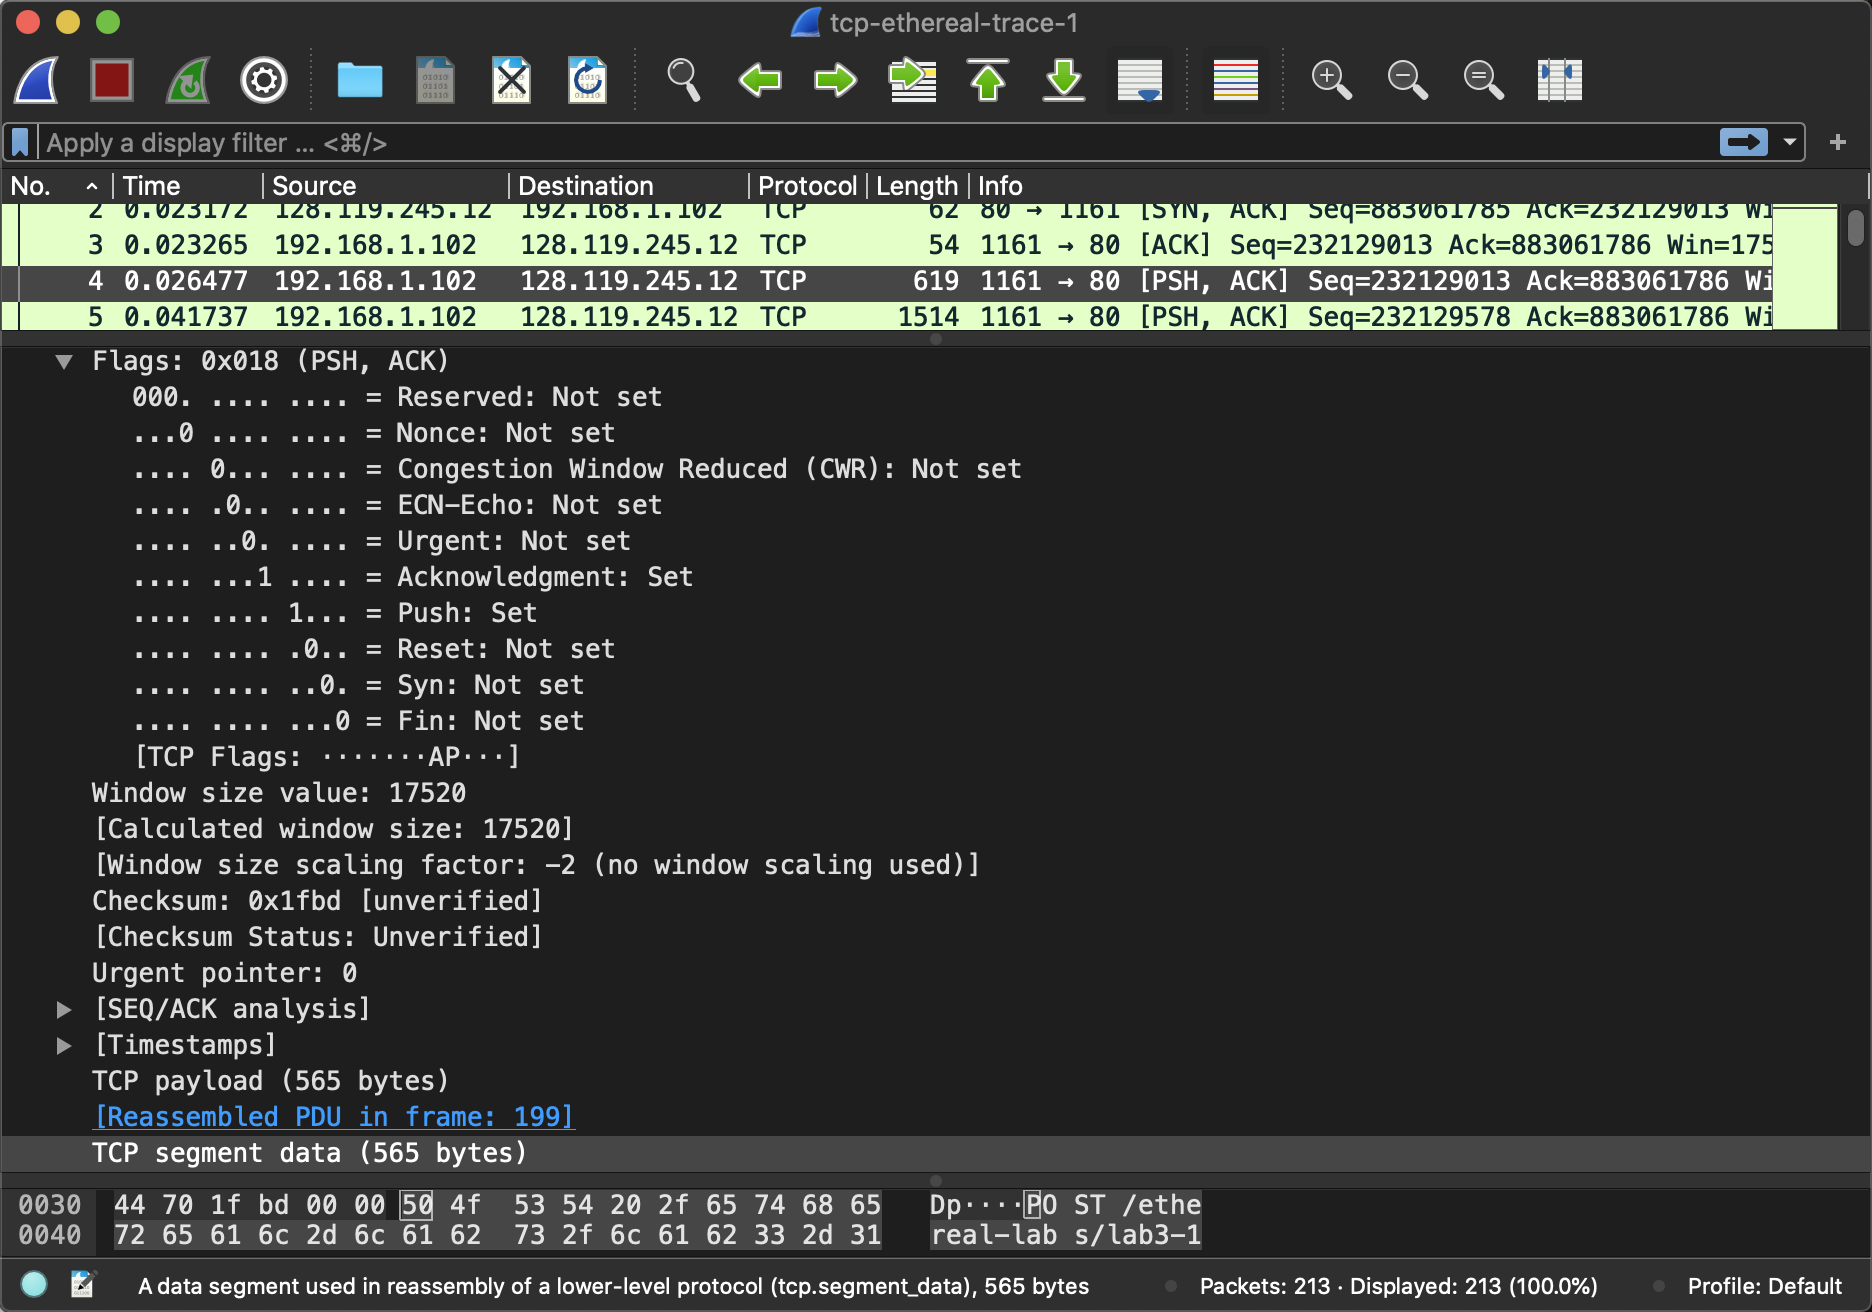 tcp-ethereal-trace-1
Apply a display filter ... <⌘/>
No. Time Source Destination Protocol Length Info
2 0.023172 128.119.245.12 192.168.1.102 TCP 62 80 → 1161 [SYN, ACK] Seq=883061785 Ack=232129013 Wi
3 0.023265 192.168.1.102 128.119.245.12 TCP 54 1161 → 80 [ACK] Seq=232129013 Ack=883061786 Win=175
4 0.026477 192.168.1.102 128.119.245.12 TCP 619 1161 → 80 [PSH, ACK] Seq=232129013 Ack=883061786 Wi
5 0.041737 192.168.1.102 128.119.245.12 TCP 1514 1161 → 80 [PSH, ACK] Seq=232129578 Ack=883061786 Wi
Flags: 0x018 (PSH, ACK)
000. .... .... = Reserved: Not set
...0 .... .... = Nonce: Not set
.... 0... .... = Congestion Window Reduced (CWR): Not set
.... .0.. .... = ECN-Echo: Not set
.... ..0. .... = Urgent: Not set
.... ...1 .... = Acknowledgment: Set
.... .... 1... = Push: Set
.... .... .0.. = Reset: Not set
.... .... ..0. = Syn: Not set
.... .... ...0 = Fin: Not set
[TCP Flags: ·······AP···]
Window size value: 17520
[Calculated window size: 17520]
[Window size scaling factor: -2 (no window scaling used)]
Checksum: 0x1fbd [unverified]
[Checksum Status: Unverified]
Urgent pointer: 0
[SEQ/ACK analysis]
[Timestamps]
TCP payload (565 bytes)
[Reassembled PDU in frame: 199]
TCP segment data (565 bytes)
0030 44 70 1f bd 00 00 50 4f 53 54 20 2f 65 74 68 65 Dp····PO ST /ethe
0040 72 65 61 6c 2d 6c 61 62 73 2f 6c 61 62 33 2d 31 real-lab s/lab3-1
A data segment used in reassembly of a lower-level protocol (tcp.segment_data), 565 bytes Packets: 213 · Displayed: 213 (100.0%) Profile: Default